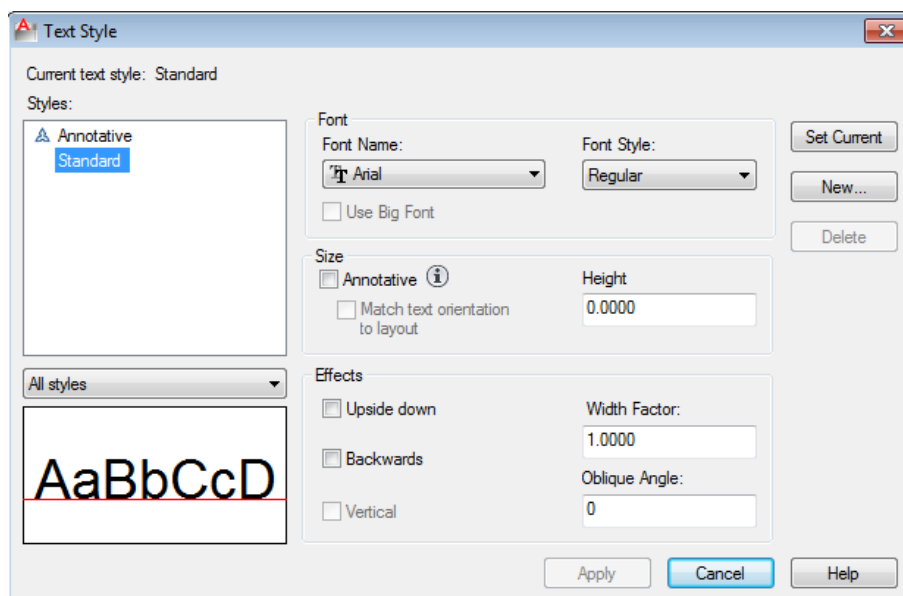 Text Style
Current text style: Standard
Styles:
Annotative
Standard
All styles
AaBbCcD
Font
Font Name:
Arial
Use Big Font
Font Style:
Regular
Size
Annotative
Match text orientation
to layout
Height
0.0000
Effects
Upside down
Backwards
Vertical
Width Factor:
1.0000
Oblique Angle:
0
Set Current
New...
Delete
Apply
Cancel
Help